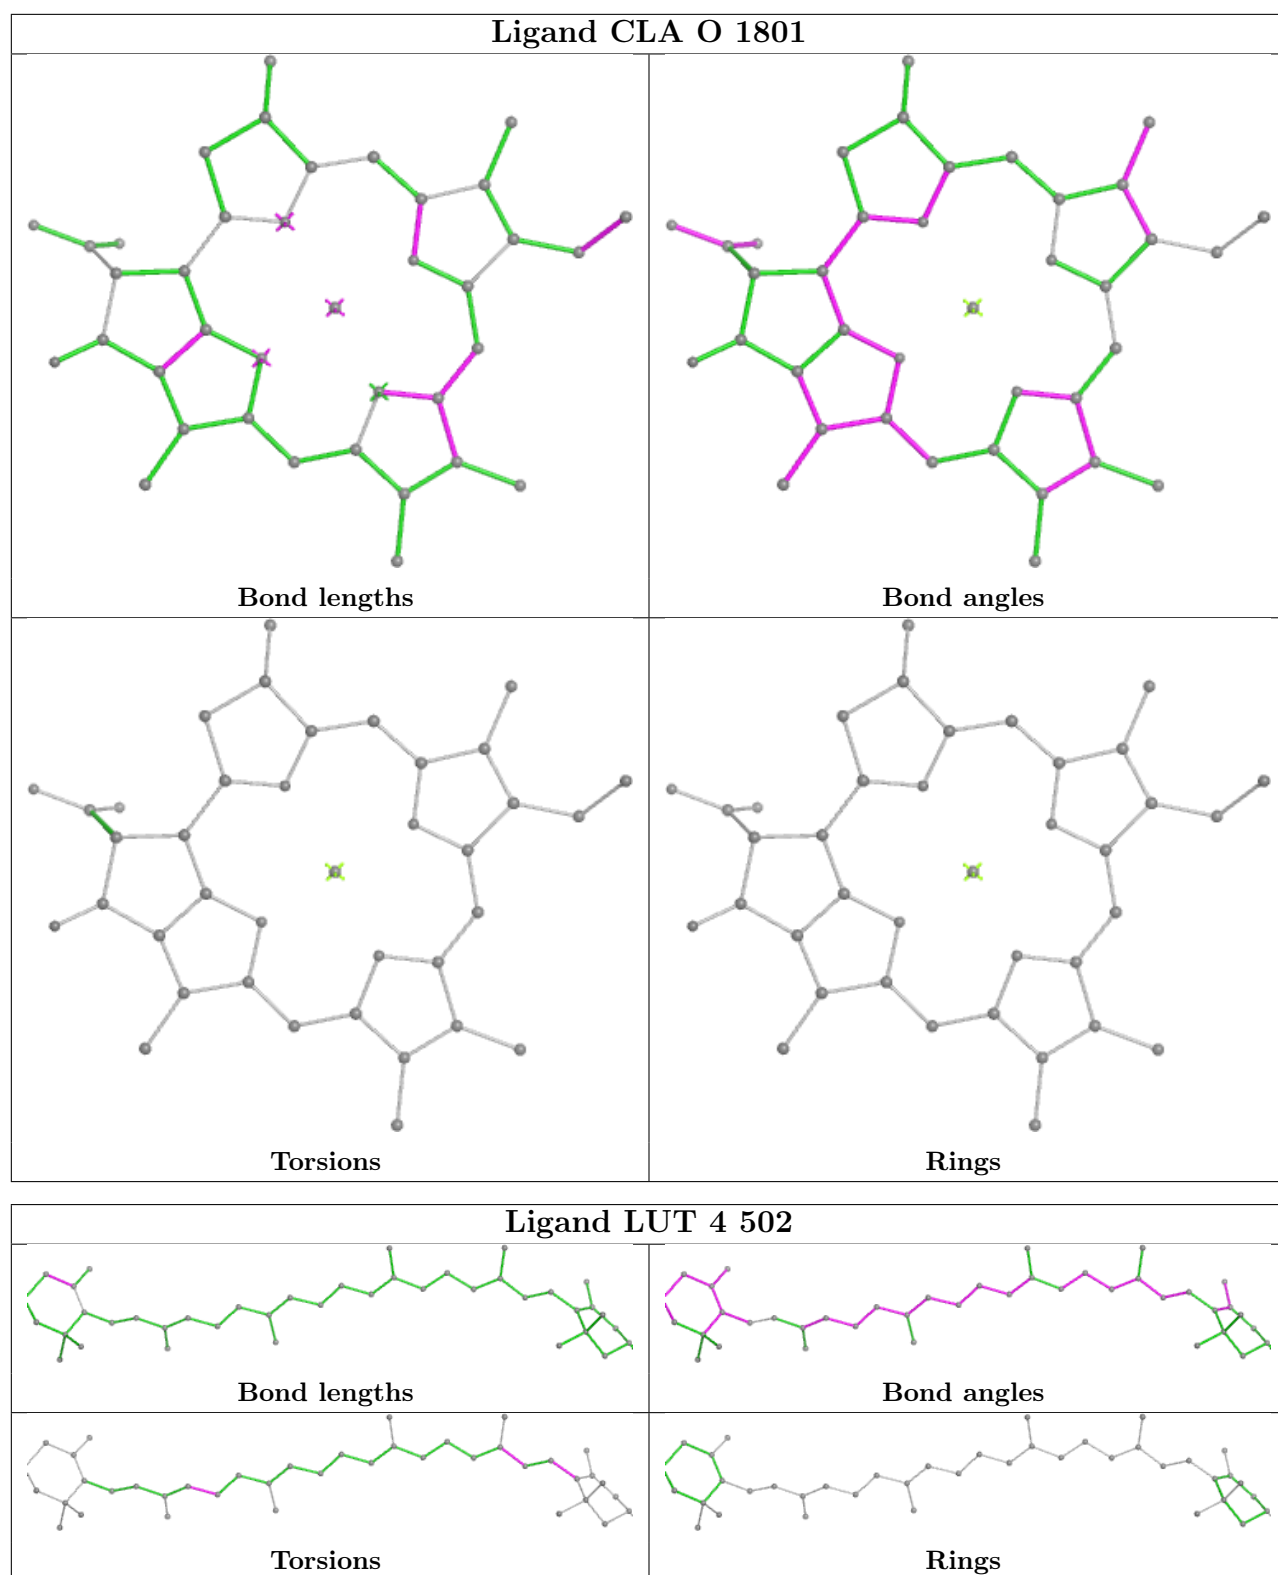 Ligand CLA O 1801
Bond lengths
Bond angles
Torsions
Rings
Ligand LUT 4 502
Bond lengths
Bond angles
Torsions
Rings